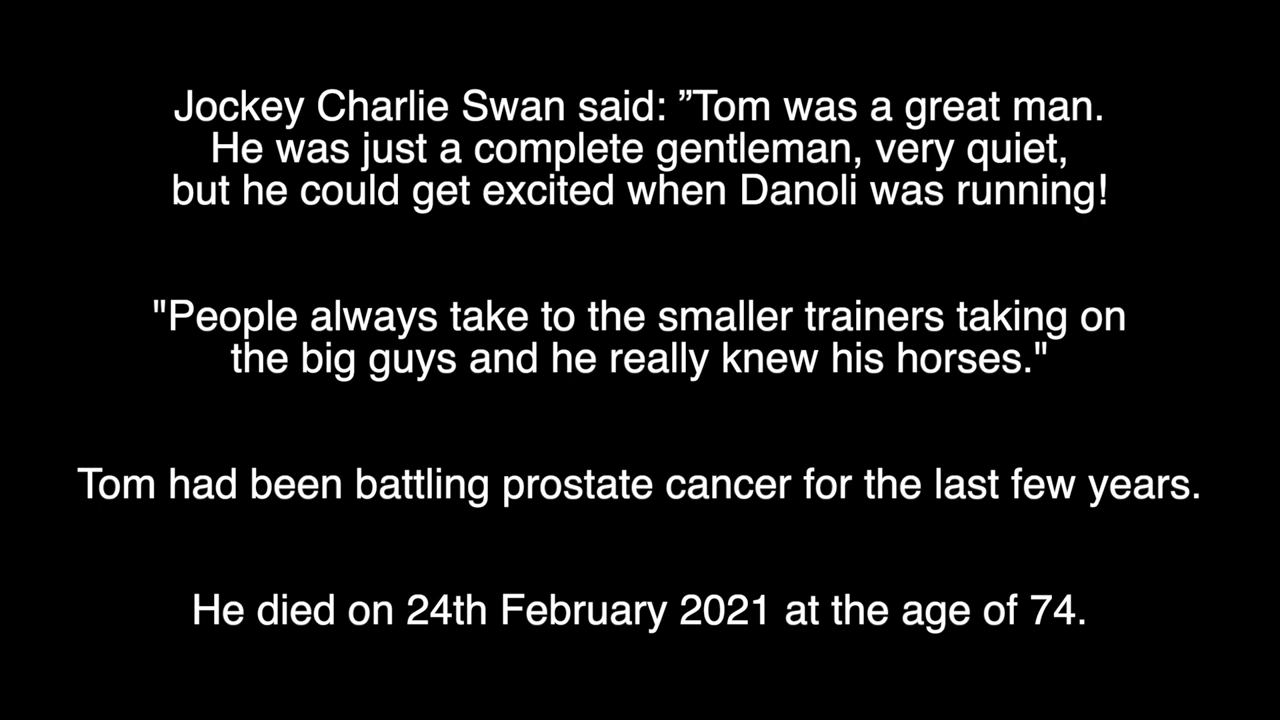 Jockey Charlie Swan said: ”Tom was a great man.
He was just a complete gentleman, very quiet,
but he could get excited when Danoli was running!
"People always take to the smaller trainers taking on
the big guys and he really knew his horses."
Tom had been battling prostate cancer for the last few years.
He died on 24th February 2021 at the age of 74.